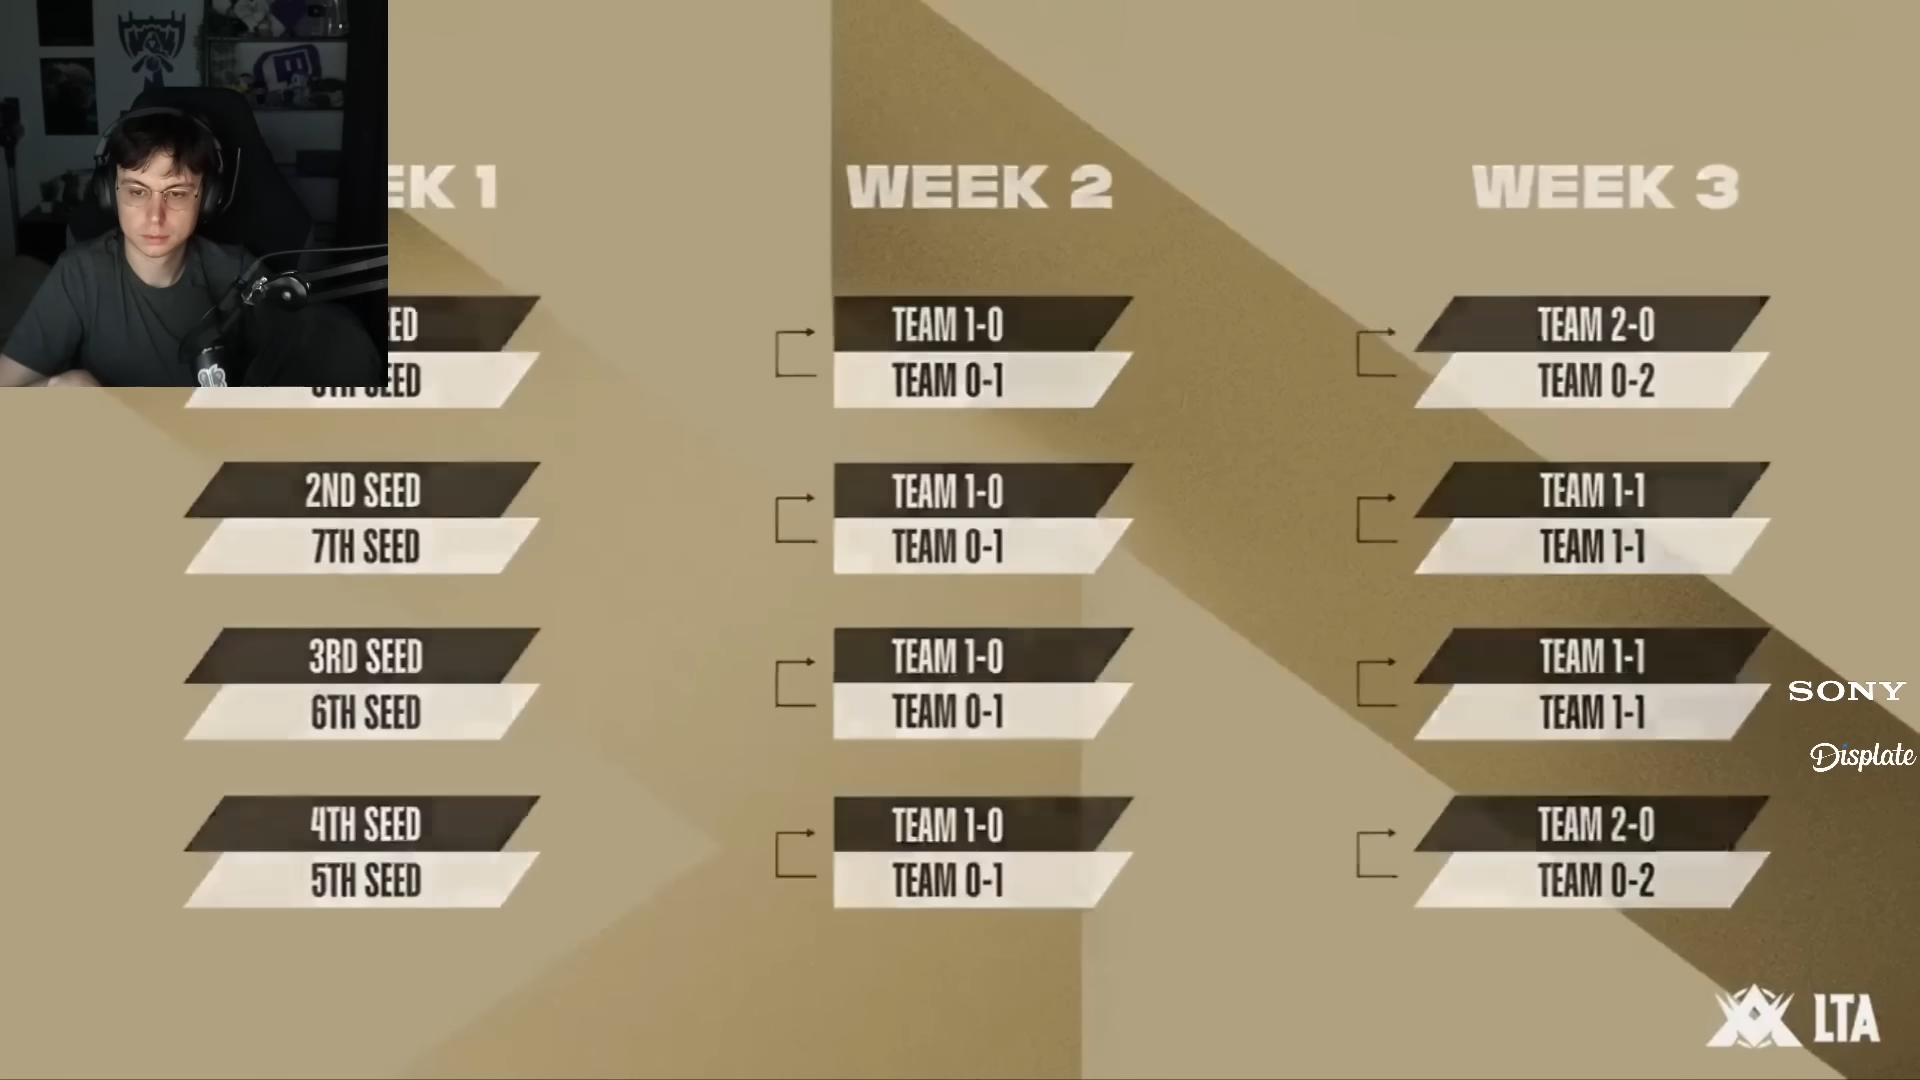 EK 1
ED
8TH SEED
2ND SEED
7TH SEED
3RD SEED
6TH SEED
4TH SEED
5TH SEED
WEEK 2
TEAM 1-0
TEAM 0-1
TEAM 1-0
TEAM 0-1
TEAM 1-0
TEAM 0-1
TEAM 1-0
TEAM 0-1
WEEK 3
TEAM 2-0
TEAM 0-2
TEAM 1-1
TEAM 1-1
TEAM 1-1
TEAM 1-1
TEAM 2-0
TEAM 0-2
SONY
Displate
LTA